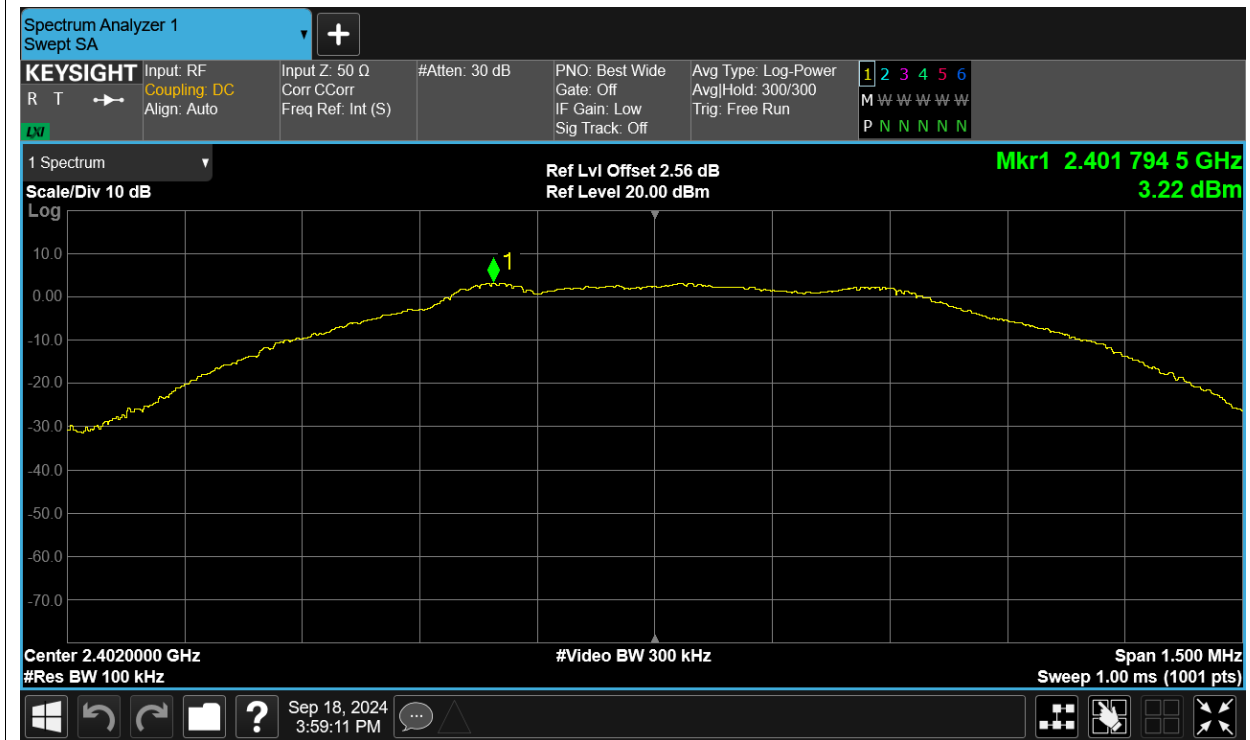 Spectrum Analyzer 1
Swept SA
+
KEYSIGHT
R T
LXI
Input: RF
Coupling: DC
Align: Auto
Input Z: 50 Ω
Corr CCorr
Freq Ref: Int (S)
#Atten: 30 dB
PNO: Best Wide
Gate: Off
IF Gain: Low
Sig Track: Off
Avg Type: Log-Power
Avg|Hold: 300/300
Trig: Free Run
1 2 3 4 5 6
M W W W W W
P N N N N N
1 Spectrum
Scale/Div 10 dB
Log
Ref Lvl Offset 2.56 dB
Ref Level 20.00 dBm
Mkr1 2.401 794 5 GHz
3.22 dBm
1
10.0
0.00
-10.0
-20.0
-30.0
-40.0
-50.0
-60.0
-70.0
Center 2.4020000 GHz
#Res BW 100 kHz
#Video BW 300 kHz
Span 1.500 MHz
Sweep 1.00 ms (1001 pts)
?
Sep 18, 2024
3:59:11 PM